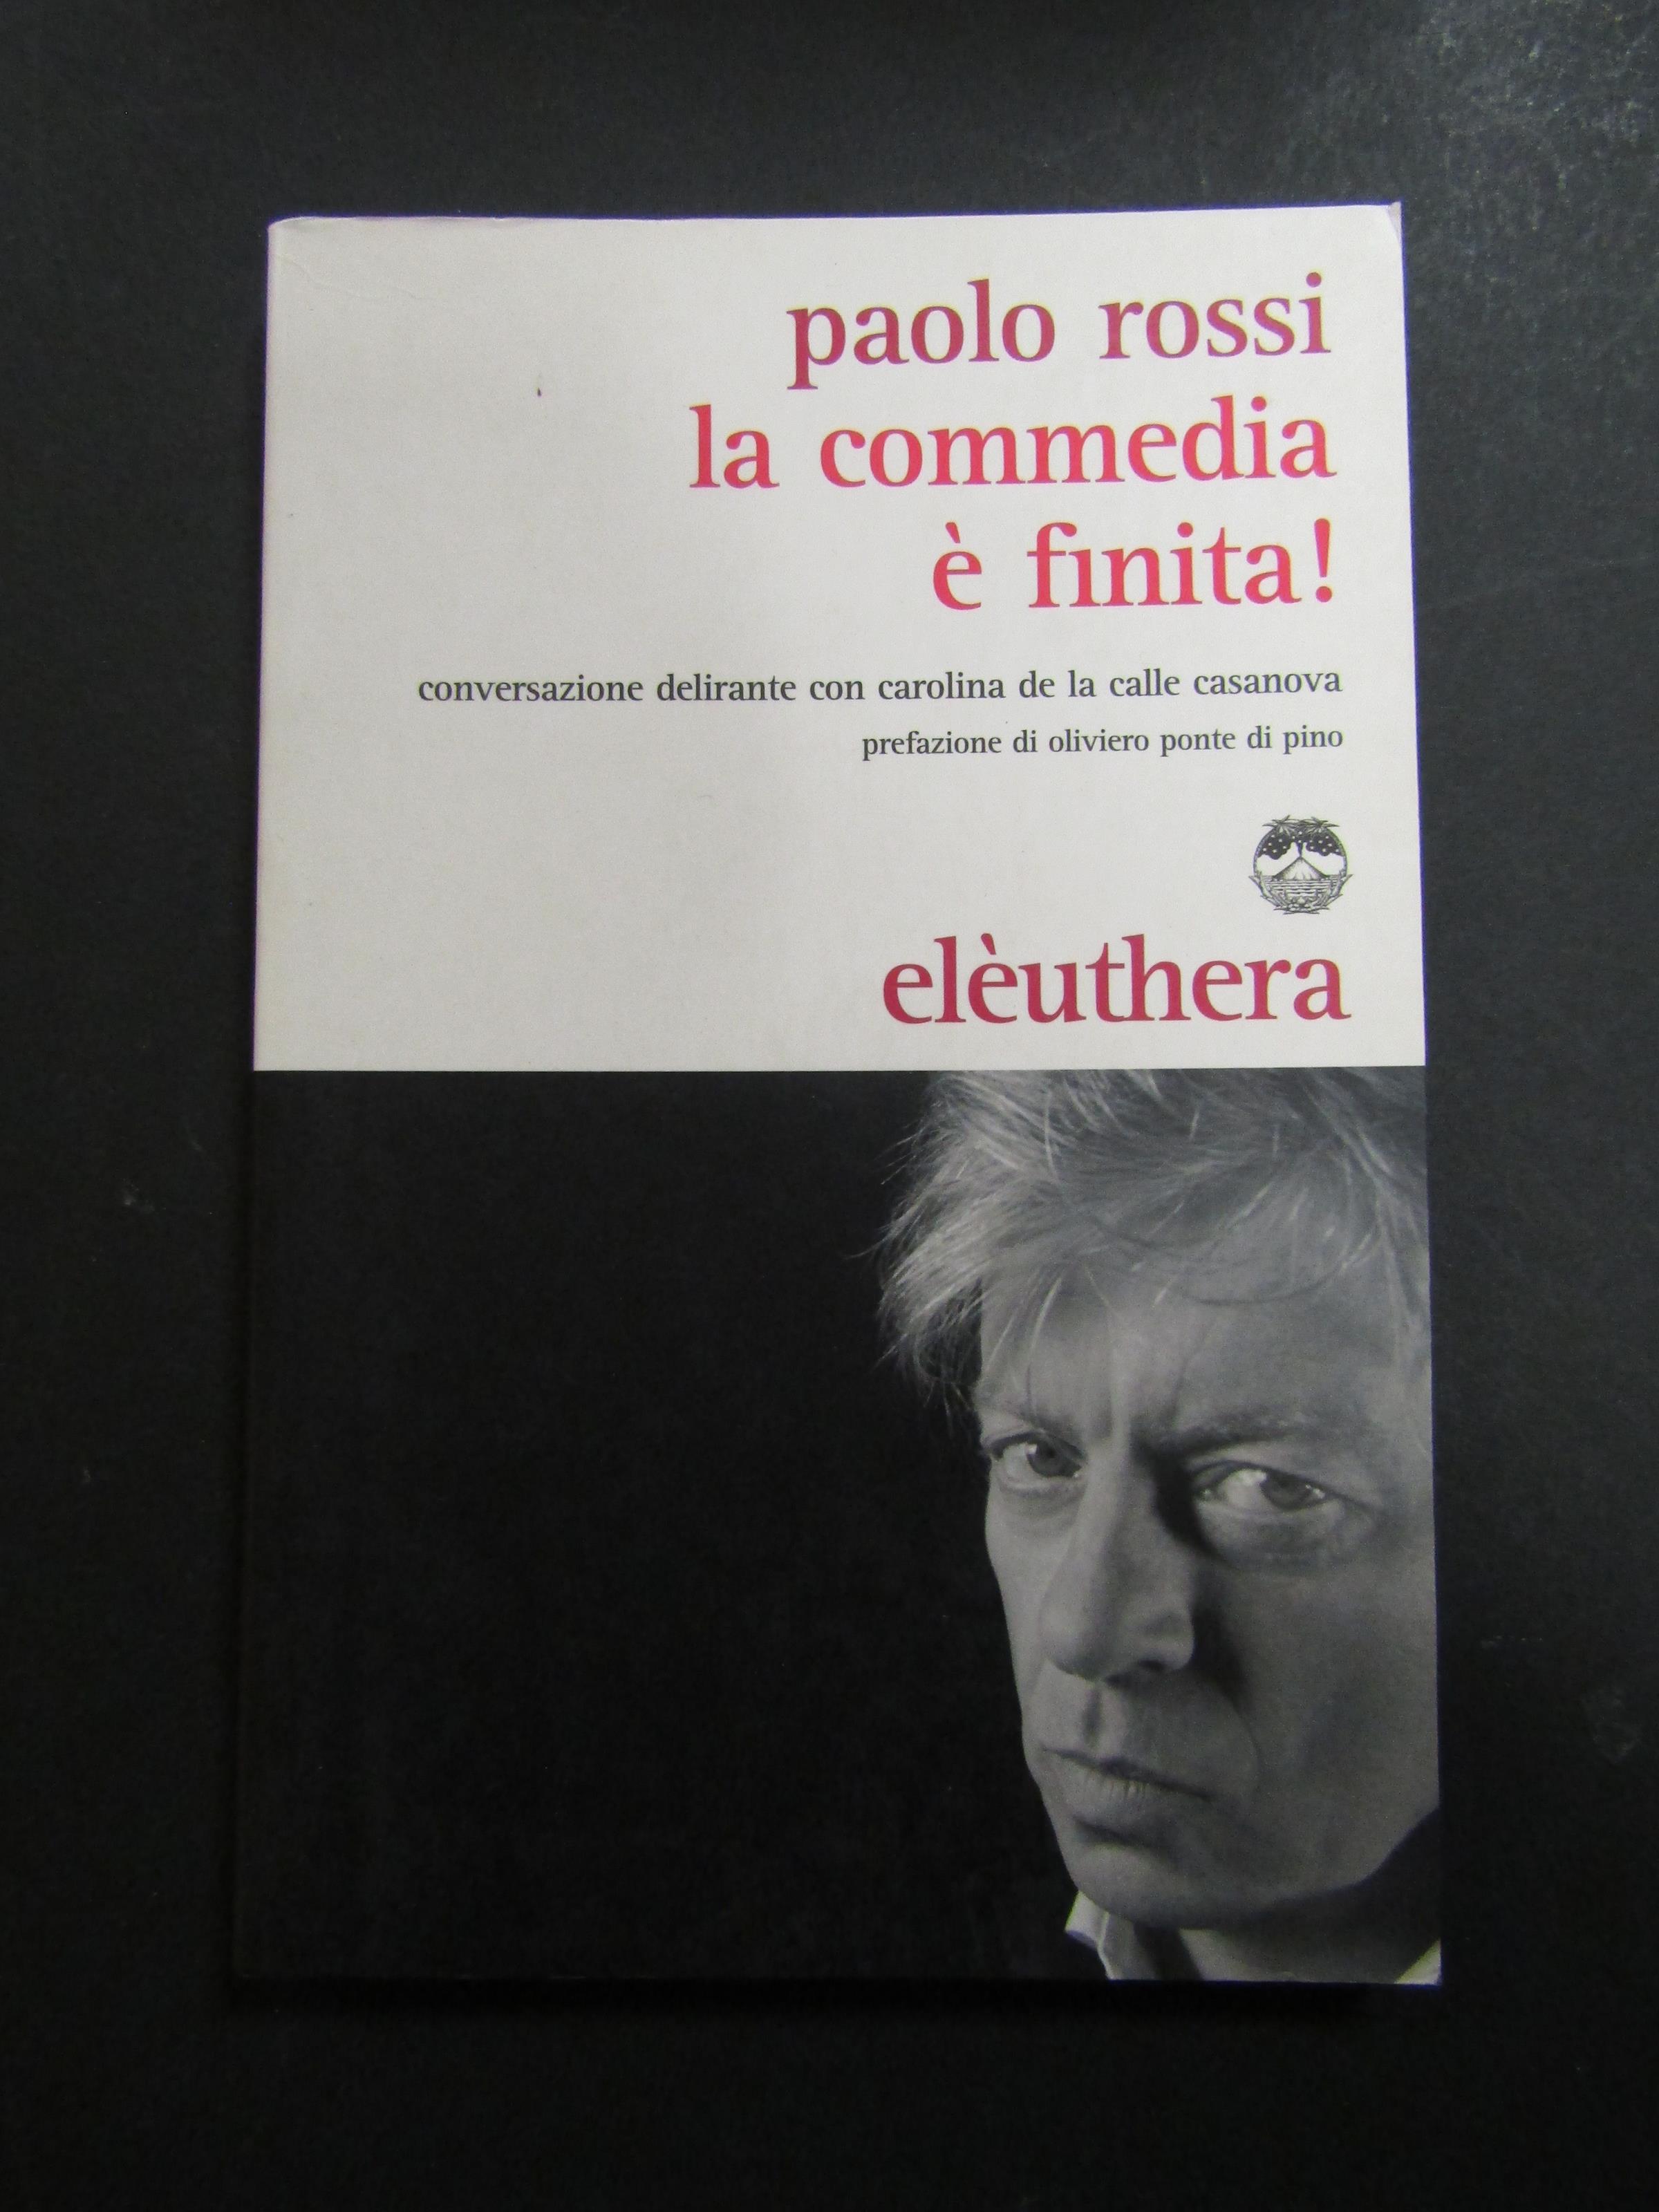 paolo rossi
la commedia
è finita!
conversazione delirante con carolina de la calle casanova
prefazione di oliviero ponte di pino
elèuthera